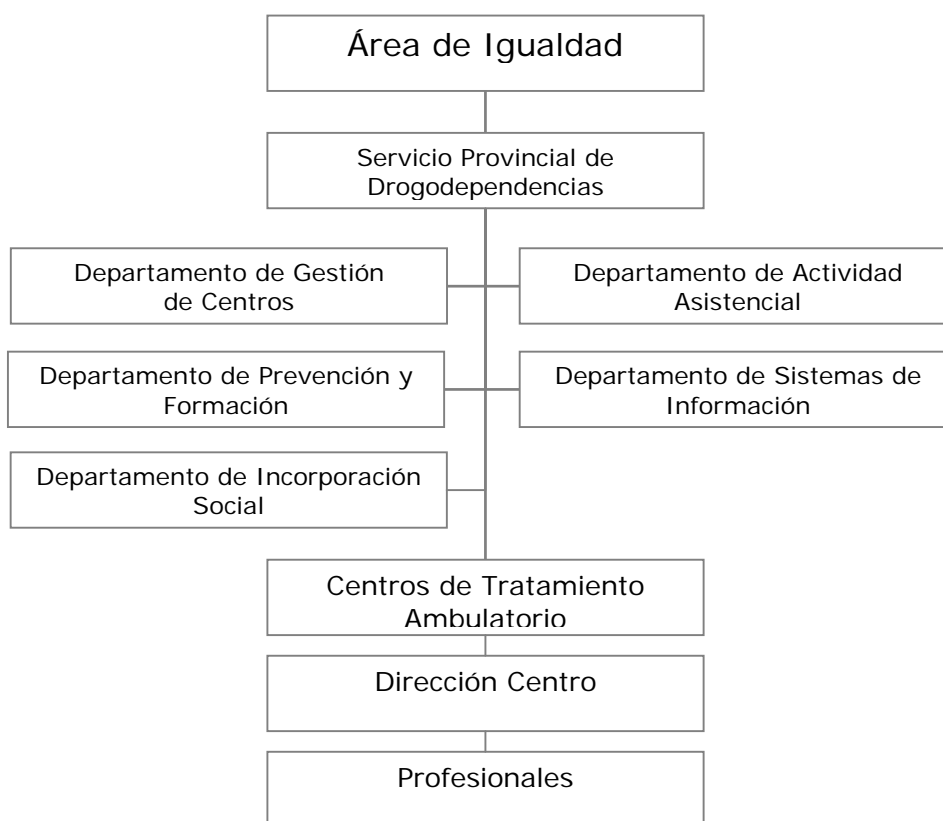 Área de Igualdad
Servicio Provincial de
Drogodependencias
Departamento de Gestión
de Centros
Departamento de Actividad
Asistencial
Departamento de Prevención y
Formación
Departamento de Sistemas de
Información
Departamento de Incorporación
Social
Centros de Tratamiento
Ambulatorio
Dirección Centro
Profesionales